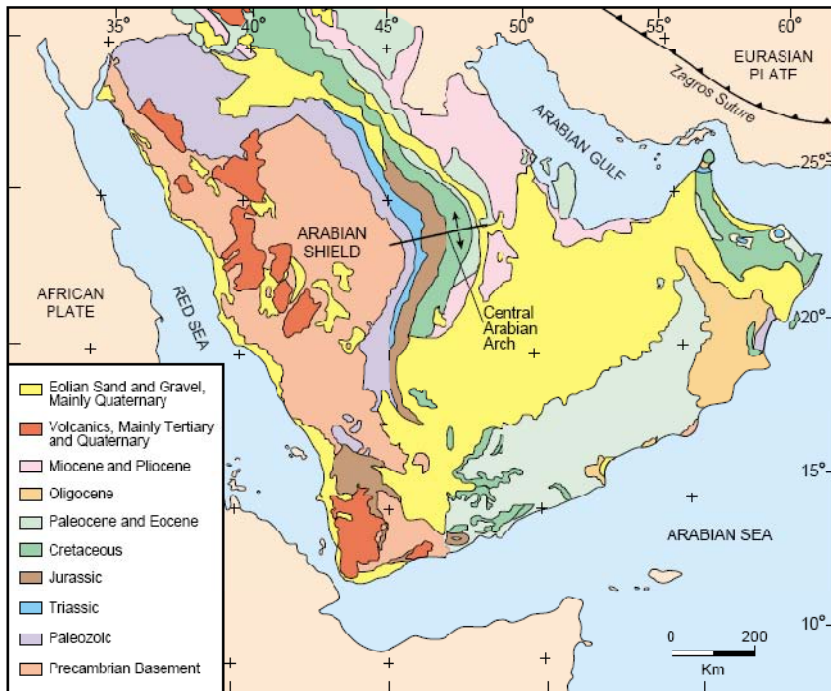 35°
40°
45°
50°
55°
60°
EURASIAN
PLATE
Zagros Suture
ARABIAN
GULF
25°
ARABIAN
SHIELD
AFRICAN
PLATE
RED SEA
Central
Arabian
Arch
20°
Eolian Sand and Gravel,
Mainly Quaternary
Volcanics, Mainly Tertiary
and Quaternary
Miocene and Pliocene
Oligocene
Paleocene and Eocene
Cretaceous
Jurassic
Triassic
Paleozoic
Precambrian Basement
15°
ARABIAN SEA
10°
0 200
Km